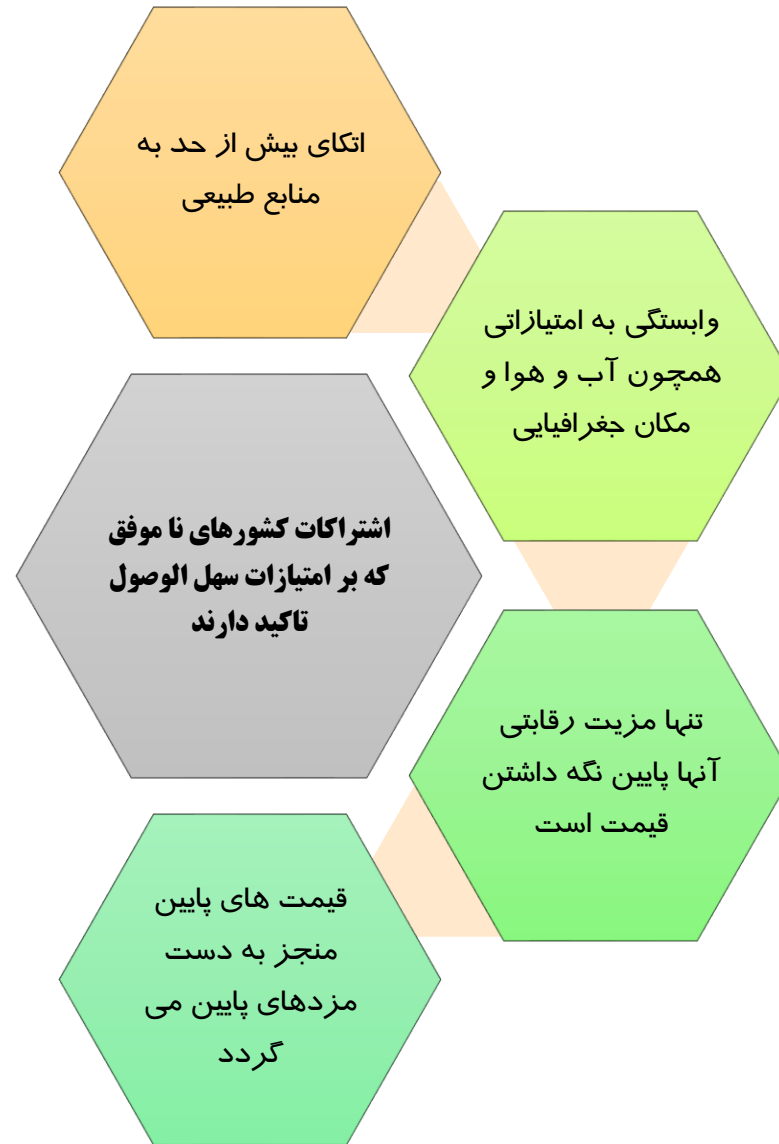 اتکای بیش از حد به
منابع طبیعی
وابستگی به امتیازاتی
همچون آب و هوا و
مکان جغرافیایی
اشتراکات کشورهای نا موفق
که بر امتیازات سهل الوصول
تاکید دارند
تنها مزیت رقابتی
آنها پایین نگه داشتن
قیمت است
قیمت های پایین
منجز به دست
مزدهای پایین می
گردد